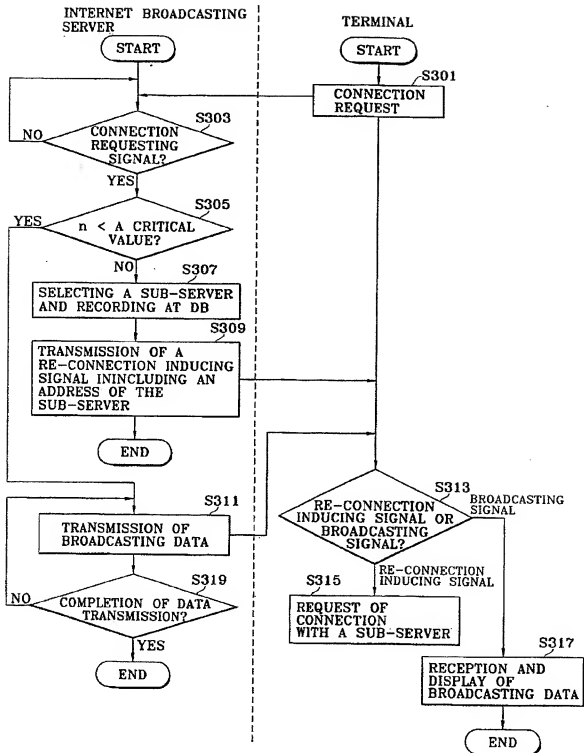 INTERNET BROADCASTING
SERVER
TERMINAL
START
START
S301
CONNECTION
REQUEST
S303
CONNECTION
REQUESTING
SIGNAL?
NO
YES
S305
n < A CRITICAL
VALUE?
YES
NO
S307
SELECTING A SUB-SERVER
AND RECORDING AT DB
S309
TRANSMISSION OF A
RE-CONNECTION INDUCING
SIGNAL ININCLUDING AN
ADDRESS OF THE
SUB-SERVER
END
S311
TRANSMISSION OF
BROADCASTING DATA
S313
RE-CONNECTION
INDUCING SIGNAL OR
BROADCASTING
SIGNAL?
BROADCASTING
SIGNAL
RE-CONNECTION
INDUCING SIGNAL
S315
REQUEST OF
CONNECTION
WITH A SUB-SERVER
S319
COMPLETION OF DATA
TRANSMISSION?
NO
YES
END
S317
RECEPTION AND
DISPLAY OF
BROADCASTING DATA
END